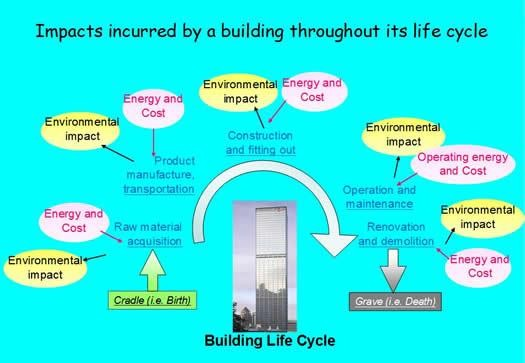 Impacts incurred by a building throughout its life cycle
Environmental
impact
Energy and
Cost
Energy and
Cost
Environmental
impact
Construction
and fitting out
Environmental
impact
Operating energy
and Cost
Product
manufacture,
transportation
Operation and
maintenance
Energy and
Cost
Raw material
acquisition
Renovation
and demolition
Environmental
impact
Environmental
impact
Energy and
Cost
Cradle (i.e. Birth)
Grave (i.e. Death)
Building Life Cycle